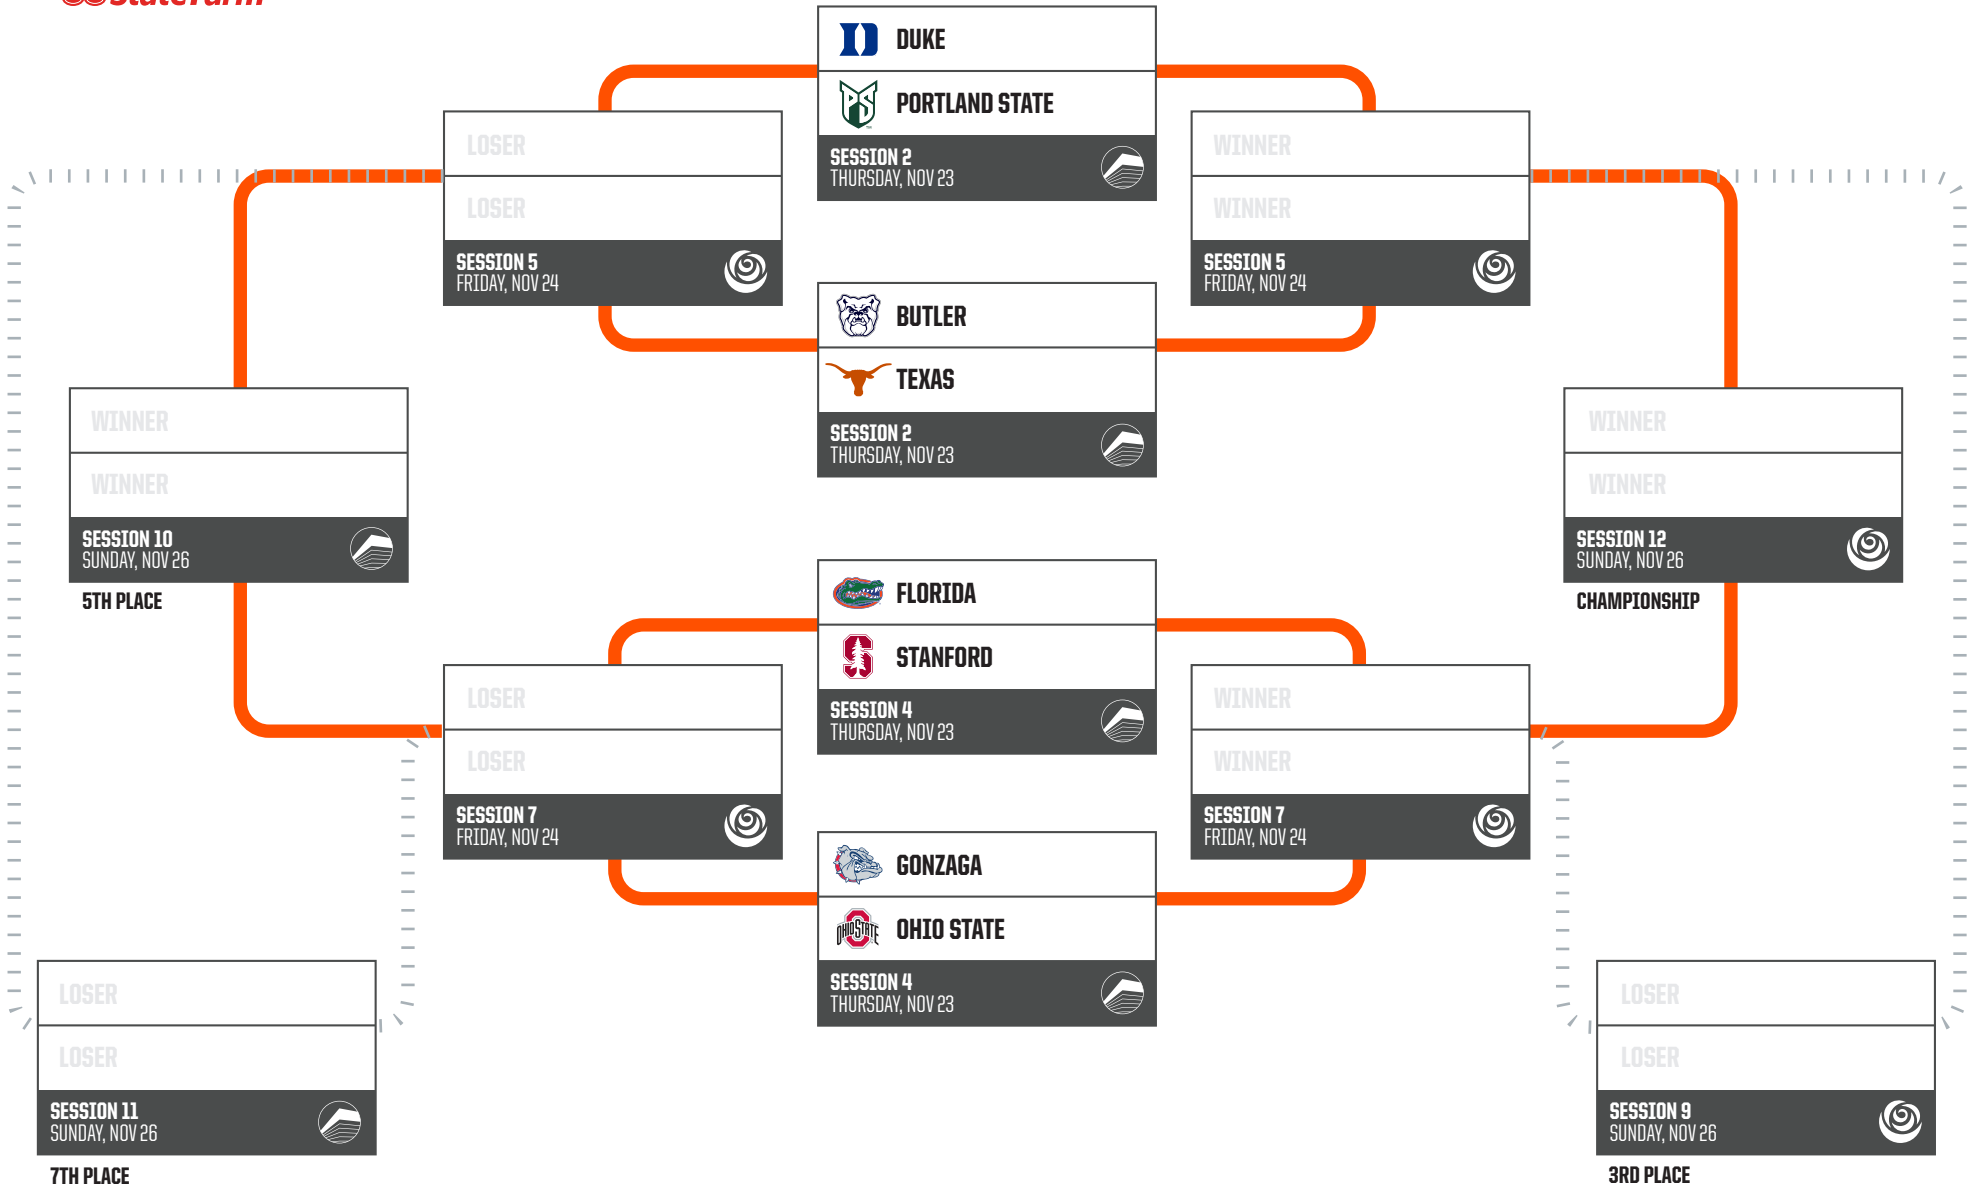 StateFarm
DUKE
PORTLAND STATE
SESSION 2
THURSDAY, NOV 23
LOSER
LOSER
SESSION 5
FRIDAY, NOV 24
WINNER
WINNER
SESSION 5
FRIDAY, NOV 24
BUTLER
TEXAS
SESSION 2
THURSDAY, NOV 23
WINNER
WINNER
SESSION 10
SUNDAY, NOV 26
5TH PLACE
WINNER
WINNER
SESSION 12
SUNDAY, NOV 26
CHAMPIONSHIP
FLORIDA
STANFORD
SESSION 4
THURSDAY, NOV 23
LOSER
LOSER
SESSION 7
FRIDAY, NOV 24
WINNER
WINNER
SESSION 7
FRIDAY, NOV 24
GONZAGA
OHIO STATE
OHIO STATE
SESSION 4
THURSDAY, NOV 23
LOSER
LOSER
SESSION 11
SUNDAY, NOV 26
7TH PLACE
LOSER
LOSER
SESSION 9
SUNDAY, NOV 26
3RD PLACE